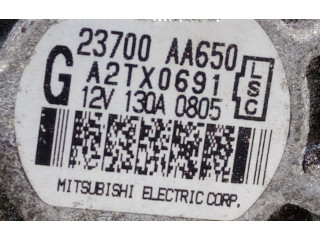 23700 AA650
G A2TX0691 LSC
12V 130A 0805
MITSUBISHI ELECTRIC CORP.